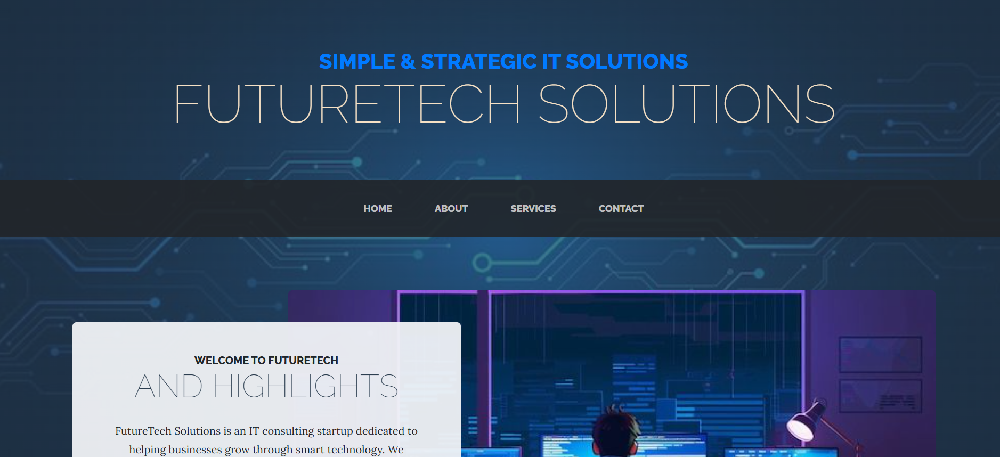 SIMPLE & STRATEGIC IT SOLUTIONS
FUTURETECH SOLUTIONS
HOME ABOUT SERVICES CONTACT
WELCOME TO FUTURETECH
AND HIGHLIGHTS
FutureTech Solutions is an IT consulting startup dedicated to
helping businesses grow through smart technology. We